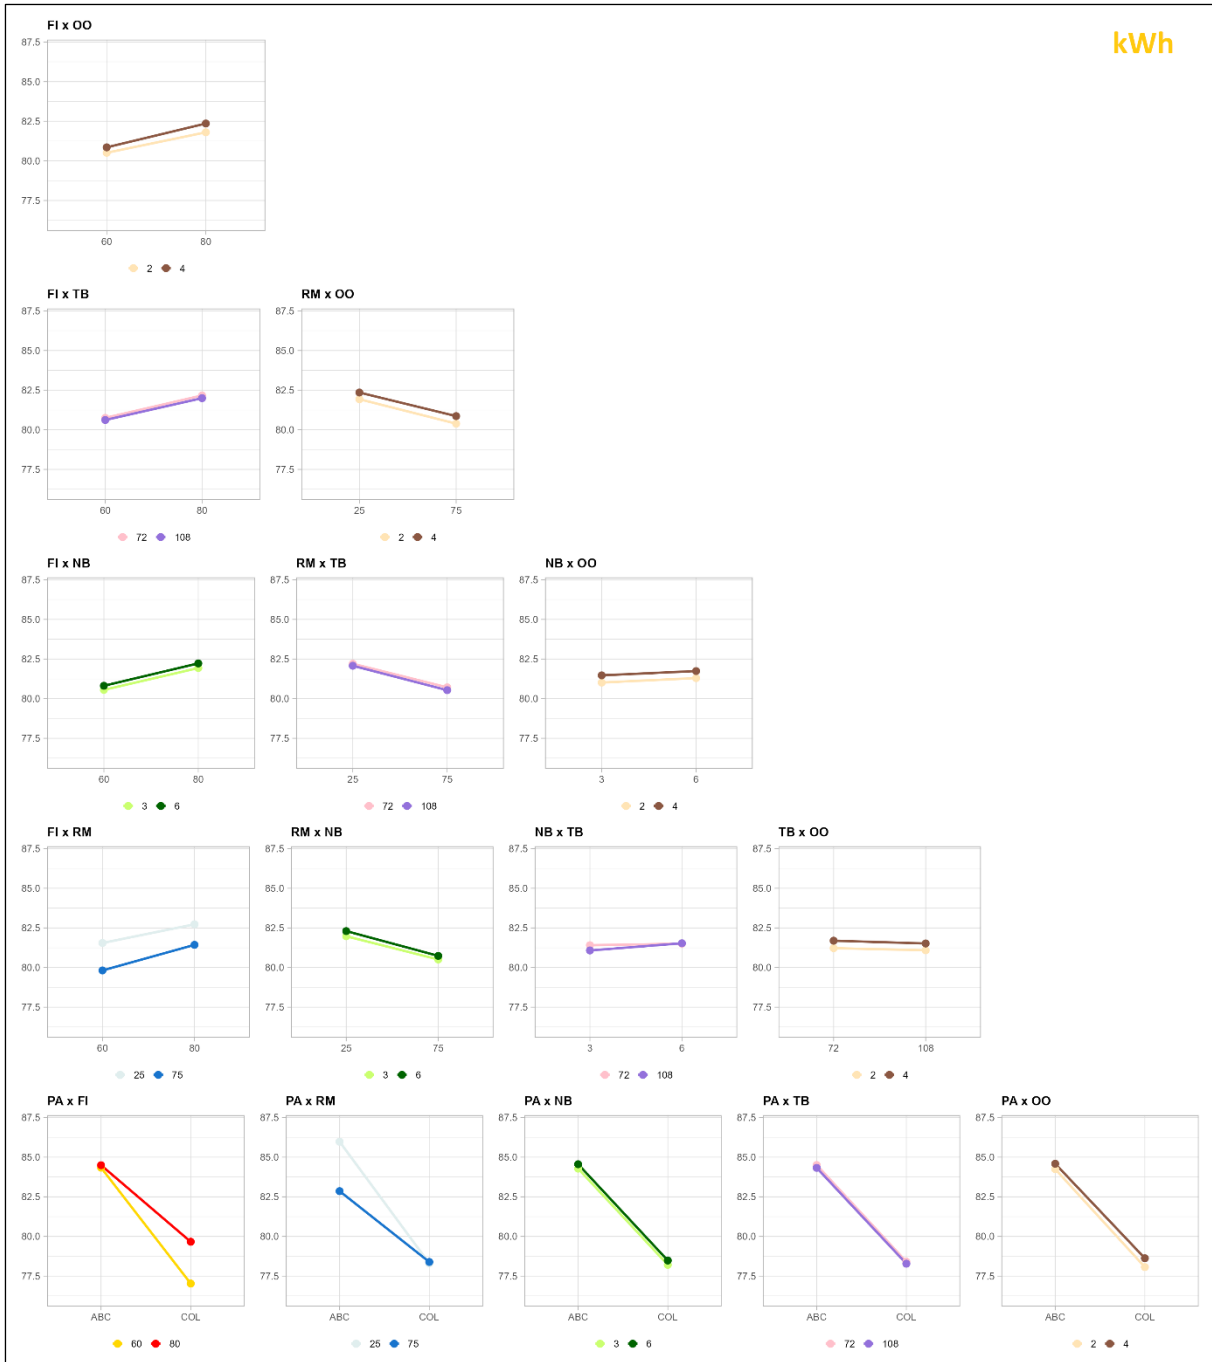 kWh
FI x OO
87.5
85.0
82.5
80.0
77.5
60 80
2 4
FI x TB RM x OO
87.5 87.5
85.0 85.0
82.5 82.5
80.0 80.0
77.5 77.5
60 80 25 75
72 108 2 4
FI x NB RM x TB NB x OO
87.5 87.5 87.5
85.0 85.0 85.0
82.5 82.5 82.5
80.0 80.0 80.0
77.5 77.5 77.5
60 80 25 75 3 6
3 6 72 108 2 4
FI x RM RM x NB NB x TB TB x OO
87.5 87.5 87.5 87.5
85.0 85.0 85.0 85.0
82.5 82.5 82.5 82.5
80.0 80.0 80.0 80.0
77.5 77.5 77.5 77.5
60 80 25 75 3 6 72 108
25 75 3 6 72 108 2 4
PA x FI PA x RM PA x NB PA x TB PA x OO
87.5 87.5 87.5 87.5 87.5
85.0 85.0 85.0 85.0 85.0
82.5 82.5 82.5 82.5 82.5
80.0 80.0 80.0 80.0 80.0
77.5 77.5 77.5 77.5 77.5
ABC COL ABC COL ABC COL ABC COL ABC COL
60 80 25 75 3 6 72 108 2 4